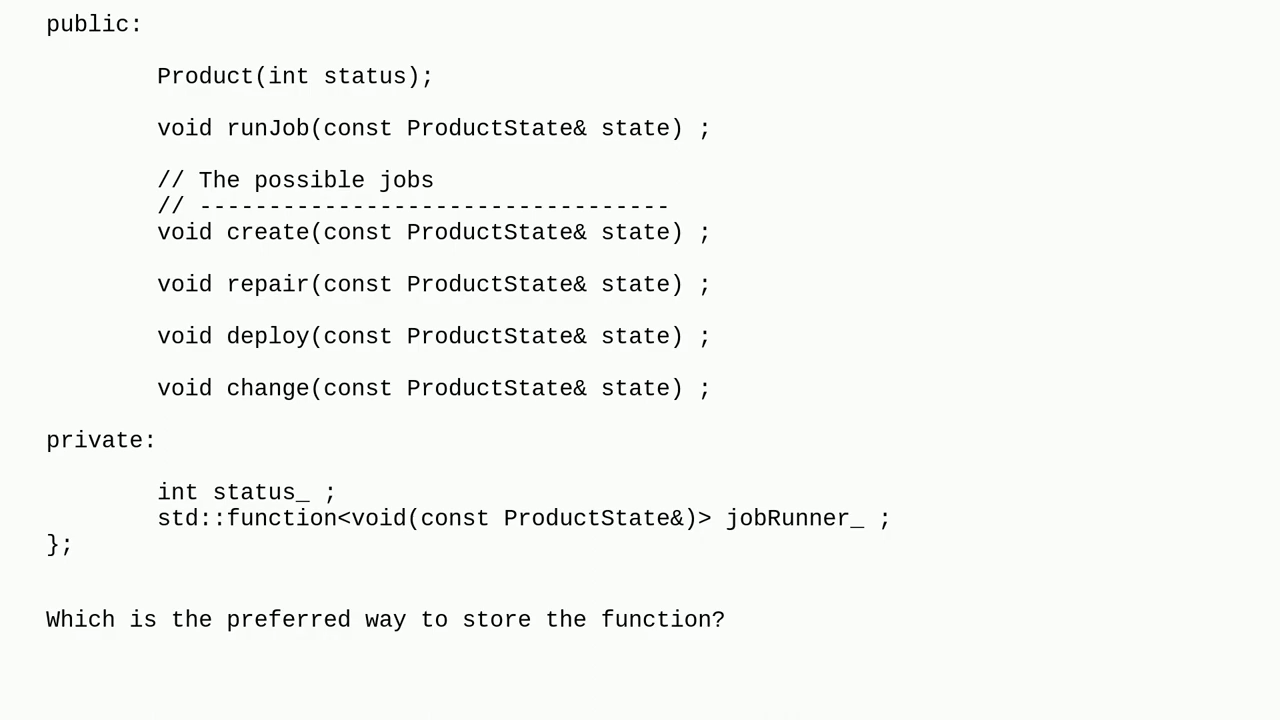 public:
Product(int status);
void runJob(const ProductState& state) ;
// The possible jobs
// ----------------------------------
void create(const ProductState& state) ;
void repair(const ProductState& state) ;
void deploy(const ProductState& state) ;
void change(const ProductState& state) ;
private:
int status_ ;
std::function<void(const ProductState&)> jobRunner_ ;
};
Which is the preferred way to store the function?